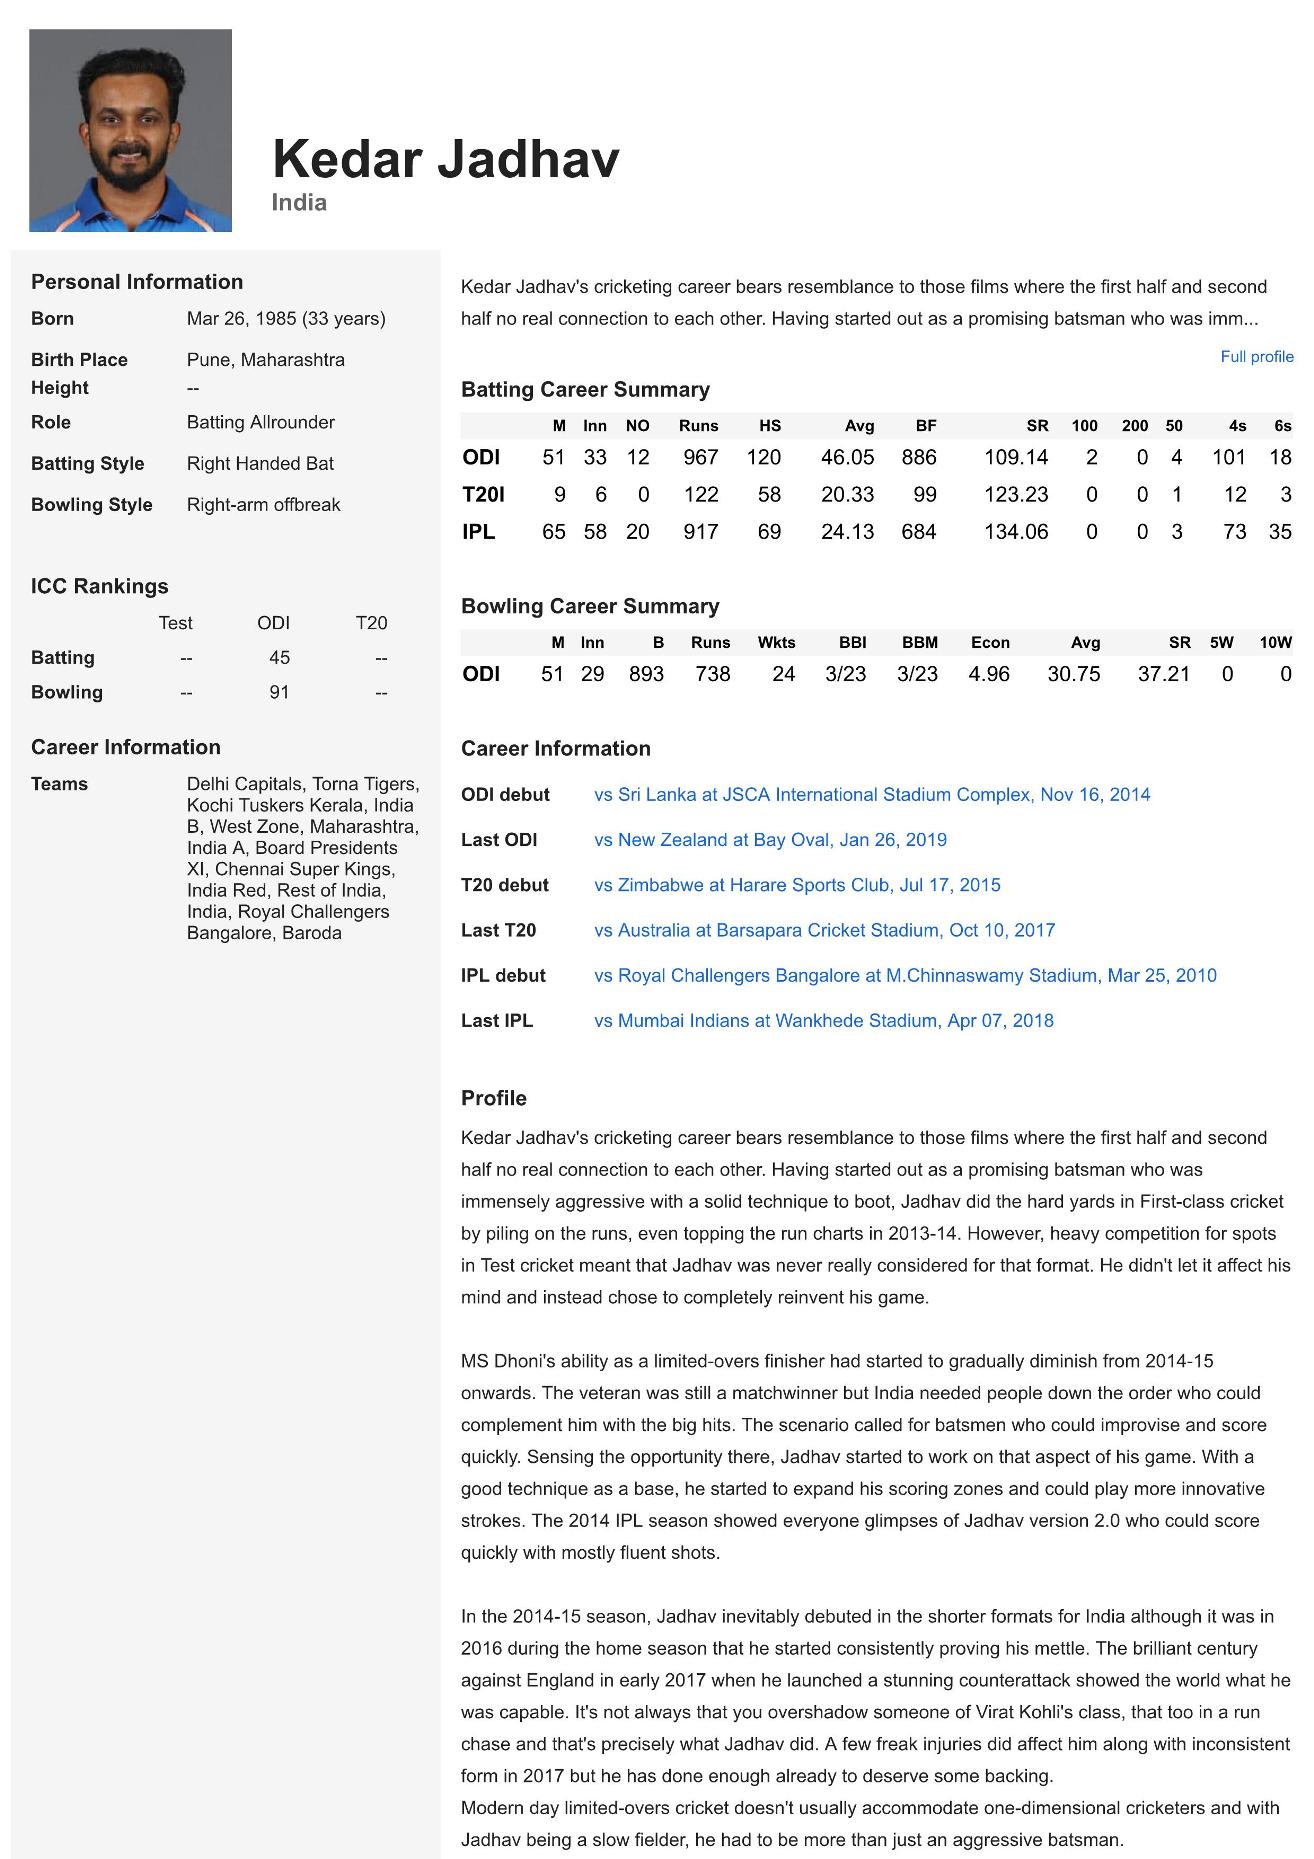 Kedar Jadhav
India
Personal Information
Born Mar 26, 1985 (33 years)
Birth Place Pune, Maharashtra
Height --
Role Batting Allrounder
Batting Style Right Handed Bat
Bowling Style Right-arm offbreak
ICC Rankings
Test ODI T20
Batting -- 45 --
Bowling -- 91 --
Career Information
Teams Delhi Capitals, Torna Tigers,
Kochi Tuskers Kerala, India
B, West Zone, Maharashtra,
India A, Board Presidents
XI, Chennai Super Kings,
India Red, Rest of India,
India, Royal Challengers
Bangalore, Baroda
Kedar Jadhav's cricketing career bears resemblance to those films where the first half and second
half no real connection to each other. Having started out as a promising batsman who was imm...
Full profile
Batting Career Summary
M Inn NO Runs HS Avg BF SR 100 200 50 4s 6s
ODI 51 33 12 967 120 46.05 886 109.14 2 0 4 101 18
T20I 9 6 0 122 58 20.33 99 123.23 0 0 1 12 3
IPL 65 58 20 917 69 24.13 684 134.06 0 0 3 73 35
Bowling Career Summary
M Inn B Runs Wkts BBI BBM Econ Avg SR 5W 10W
ODI 51 29 893 738 24 3/23 3/23 4.96 30.75 37.21 0 0
Career Information
ODI debut vs Sri Lanka at JSCA International Stadium Complex, Nov 16, 2014
Last ODI vs New Zealand at Bay Oval, Jan 26, 2019
T20 debut vs Zimbabwe at Harare Sports Club, Jul 17, 2015
Last T20 vs Australia at Barsapara Cricket Stadium, Oct 10, 2017
IPL debut vs Royal Challengers Bangalore at M.Chinnaswamy Stadium, Mar 25, 2010
Last IPL vs Mumbai Indians at Wankhede Stadium, Apr 07, 2018
Profile
Kedar Jadhav's cricketing career bears resemblance to those films where the first half and second
half no real connection to each other. Having started out as a promising batsman who was
immensely aggressive with a solid technique to boot, Jadhav did the hard yards in First-class cricket
by piling on the runs, even topping the run charts in 2013-14. However, heavy competition for spots
in Test cricket meant that Jadhav was never really considered for that format. He didn't let it affect his
mind and instead chose to completely reinvent his game.
MS Dhoni's ability as a limited-overs finisher had started to gradually diminish from 2014-15
onwards. The veteran was still a matchwinner but India needed people down the order who could
complement him with the big hits. The scenario called for batsmen who could improvise and score
quickly. Sensing the opportunity there, Jadhav started to work on that aspect of his game. With a
good technique as a base, he started to expand his scoring zones and could play more innovative
strokes. The 2014 IPL season showed everyone glimpses of Jadhav version 2.0 who could score
quickly with mostly fluent shots.
In the 2014-15 season, Jadhav inevitably debuted in the shorter formats for India although it was in
2016 during the home season that he started consistently proving his mettle. The brilliant century
against England in early 2017 when he launched a stunning counterattack showed the world what he
was capable. It's not always that you overshadow someone of Virat Kohli's class, that too in a run
chase and that's precisely what Jadhav did. A few freak injuries did affect him along with inconsistent
form in 2017 but he has done enough already to deserve some backing.
Modern day limited-overs cricket doesn't usually accommodate one-dimensional cricketers and with
Jadhav being a slow fielder, he had to be more than just an aggressive batsman.